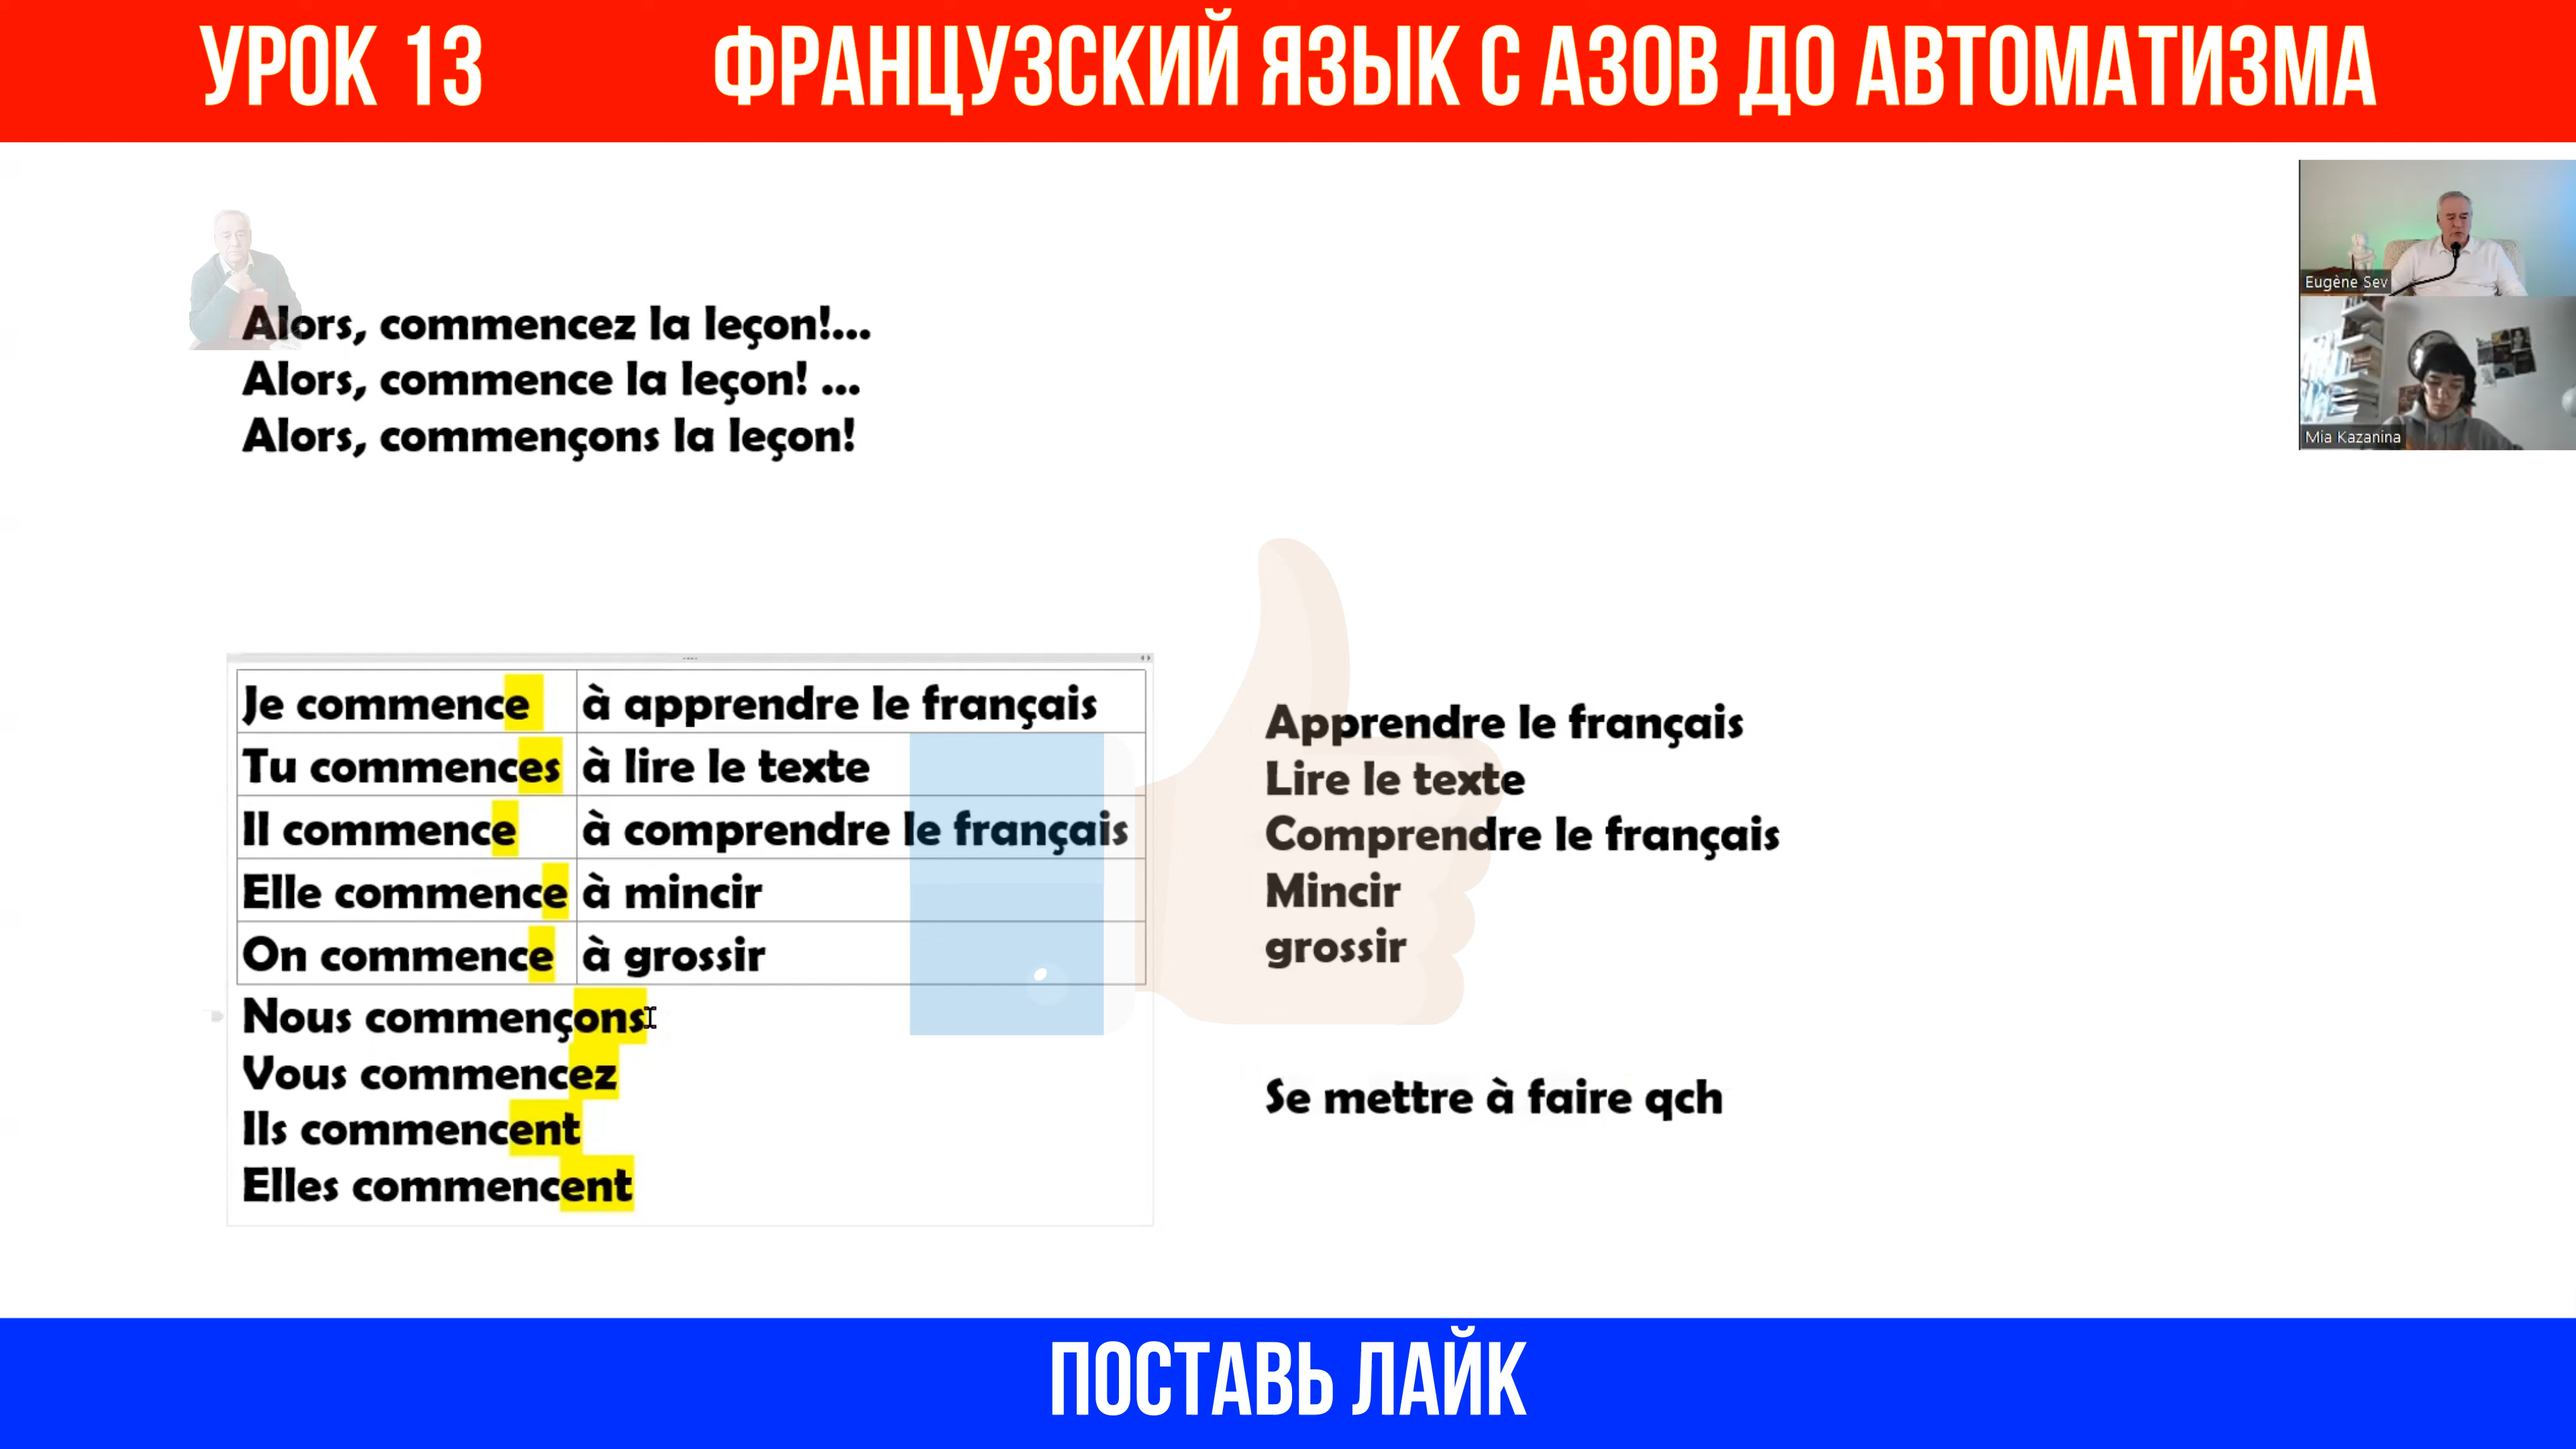 УРОК 13
ФРАНЦУЗСКИЙ ЯЗЫК С АЗОВ ДО АВТОМАТИЗМА
Eugène Sev
Mia Kazanina
Alors, commencez la leçon!...
Alors, commence la leçon! ...
Alors, commençons la leçon!
Je commence à apprendre le français
Tu commences à lire le texte
Il commence à comprendre le français
Elle commence à mincir
On commence à grossir
Nous commençons
Vous commencez
Ils commencent
Elles commencent
Apprendre le français
Lire le texte
Comprendre le français
Mincir
grossir
Se mettre à faire qch
ПОСТАВЬ ЛАЙК